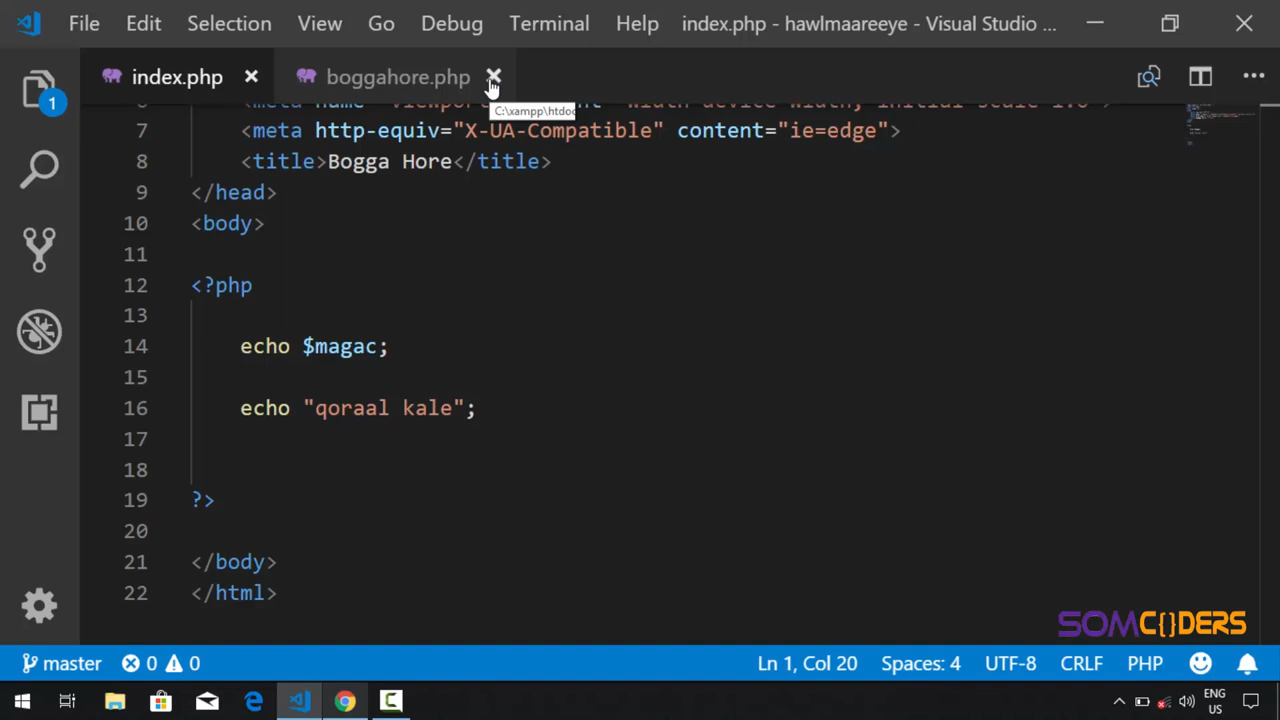 File Edit Selection View Go Debug Terminal Help index.php - hawlmaareeye - Visual Studio ...
index.php boggahore.php
C:\xampp\htdoc
1
7 <meta http-equiv="X-UA-Compatible" content="ie=edge">
8 <title>Bogga Hore</title>
9 </head>
10 <body>
11
12 <?php
13
14 echo $magac;
15
16 echo "qoraal kale";
17
18
19 ?>
20
21 </body>
22 </html>
SOMC{}DERS
master 0 0 Ln 1, Col 20 Spaces: 4 UTF-8 CRLF PHP
ENG
US